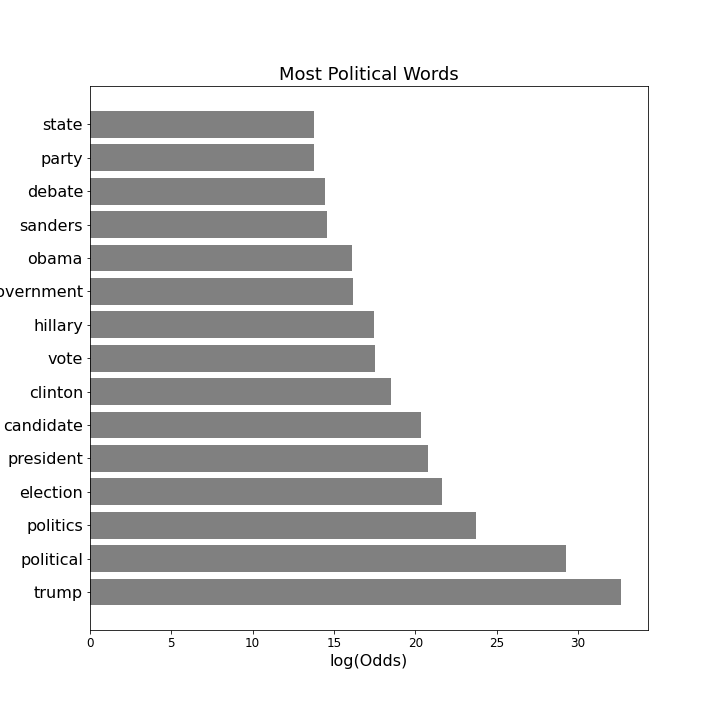 Most Political Words
state
party
debate
sanders
obama
overnment
hillary
vote
clinton
candidate
president
election
politics
political
trump
0 5 10 15 20 25 30
log(Odds)